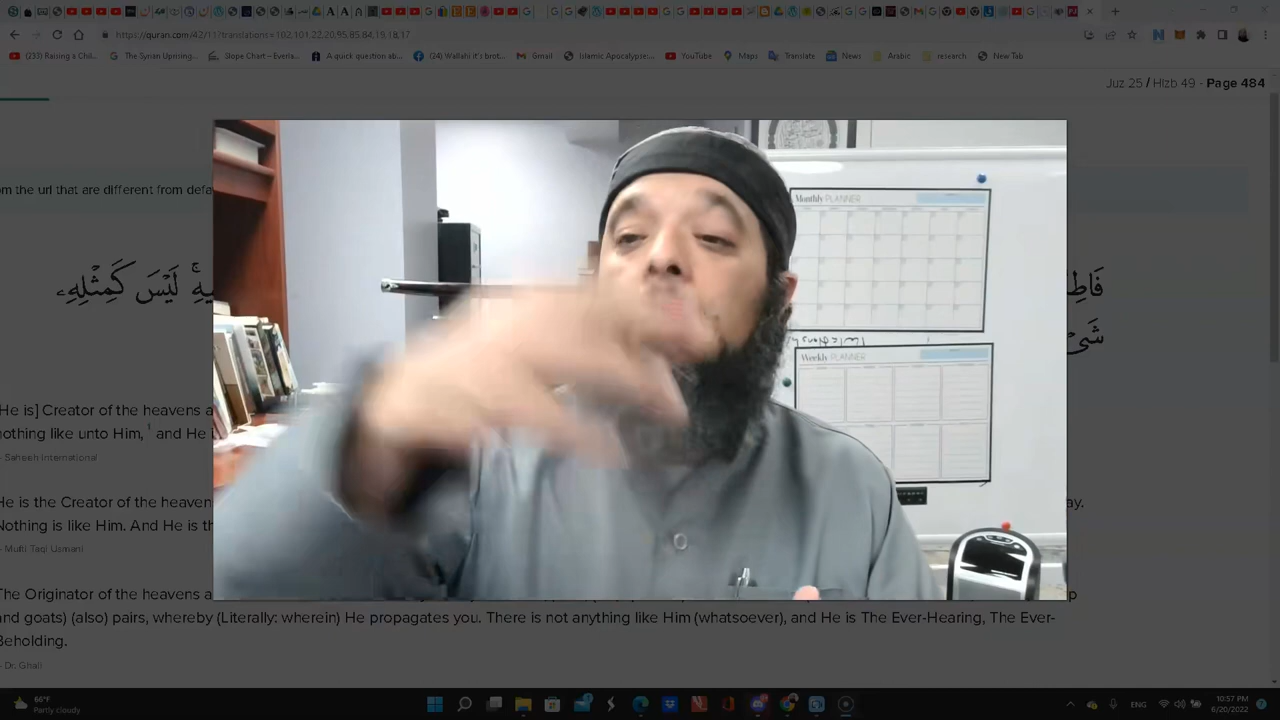 https://quran.com/42/11?translations=102,101,22,20,95,85,84,19,18,17
(233) Raising a Chil...
The Syrian Uprising...
Slope Chart – Everla...
A quick question ab...
(24) Wallahi it's brot...
Gmail
Islamic Apocalypse:...
YouTube
Maps
Translate
News
Arabic
research
New Tab
Juz 25 / Hizb 49 - Page 484
om the url that are different from defa
لَيْسَ كَمِثْلِهِۦ
Monthly PLANNER
Weekly PLANNER
[He is] Creator of the heavens a
nothing like unto Him,1 and He
- Saheeh International
He is the Creator of the heaven
ay.
Nothing is like Him. And He is th
- Mufti Taqi Usmani
The Originator of the heavens a
and goats) (also) pairs, whereby (Literally: wherein) He propagates you. There is not anything like Him (whatsoever), and He is The Ever-Hearing, The Ever-
Beholding.
- Dr. Ghali
66°F
Partly cloudy
ENG
10:57 PM
6/20/2022